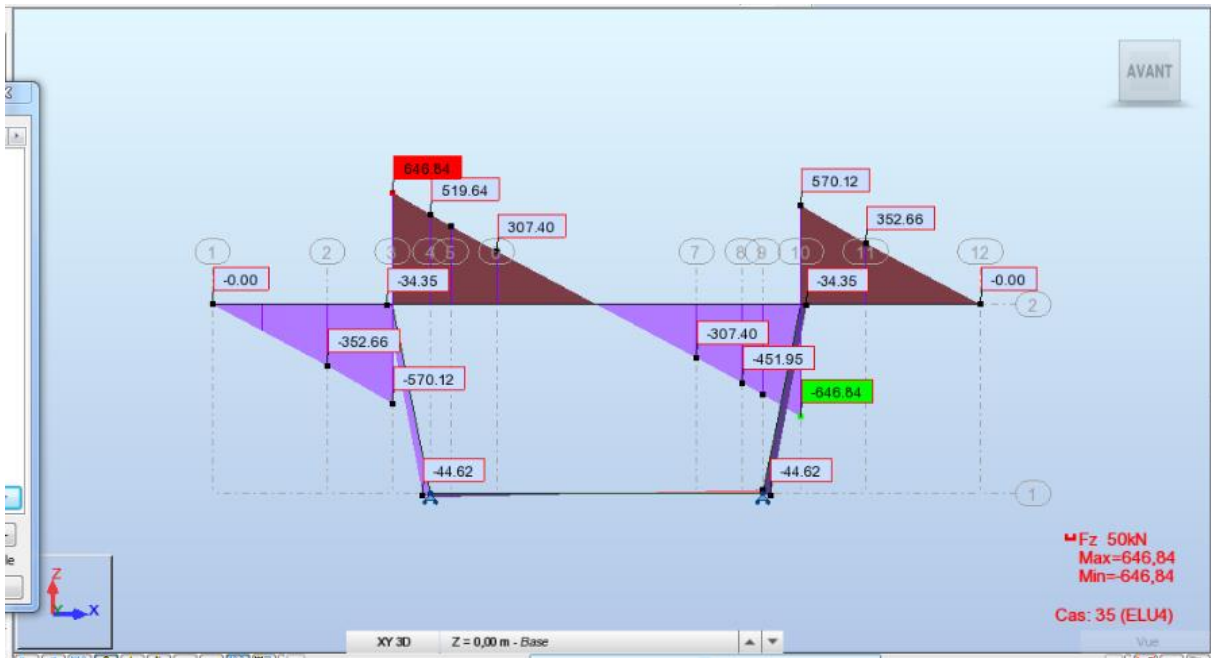 AVANT
646.84
570.12
519.64
352.66
307.40
1
2
3
4
5
6
7
8
9
10
11
12
-0.00
-34.35
-34.35
-0.00
2
-352.66
-307.40
-451.95
-570.12
-646.84
-44.62
-44.62
1
Fz 50kN
Max=646,84
Min=-646,84
Cas: 35 (ELU4)
Z
Y
X
XY 3D
Z = 0,00 m - Base
Vue